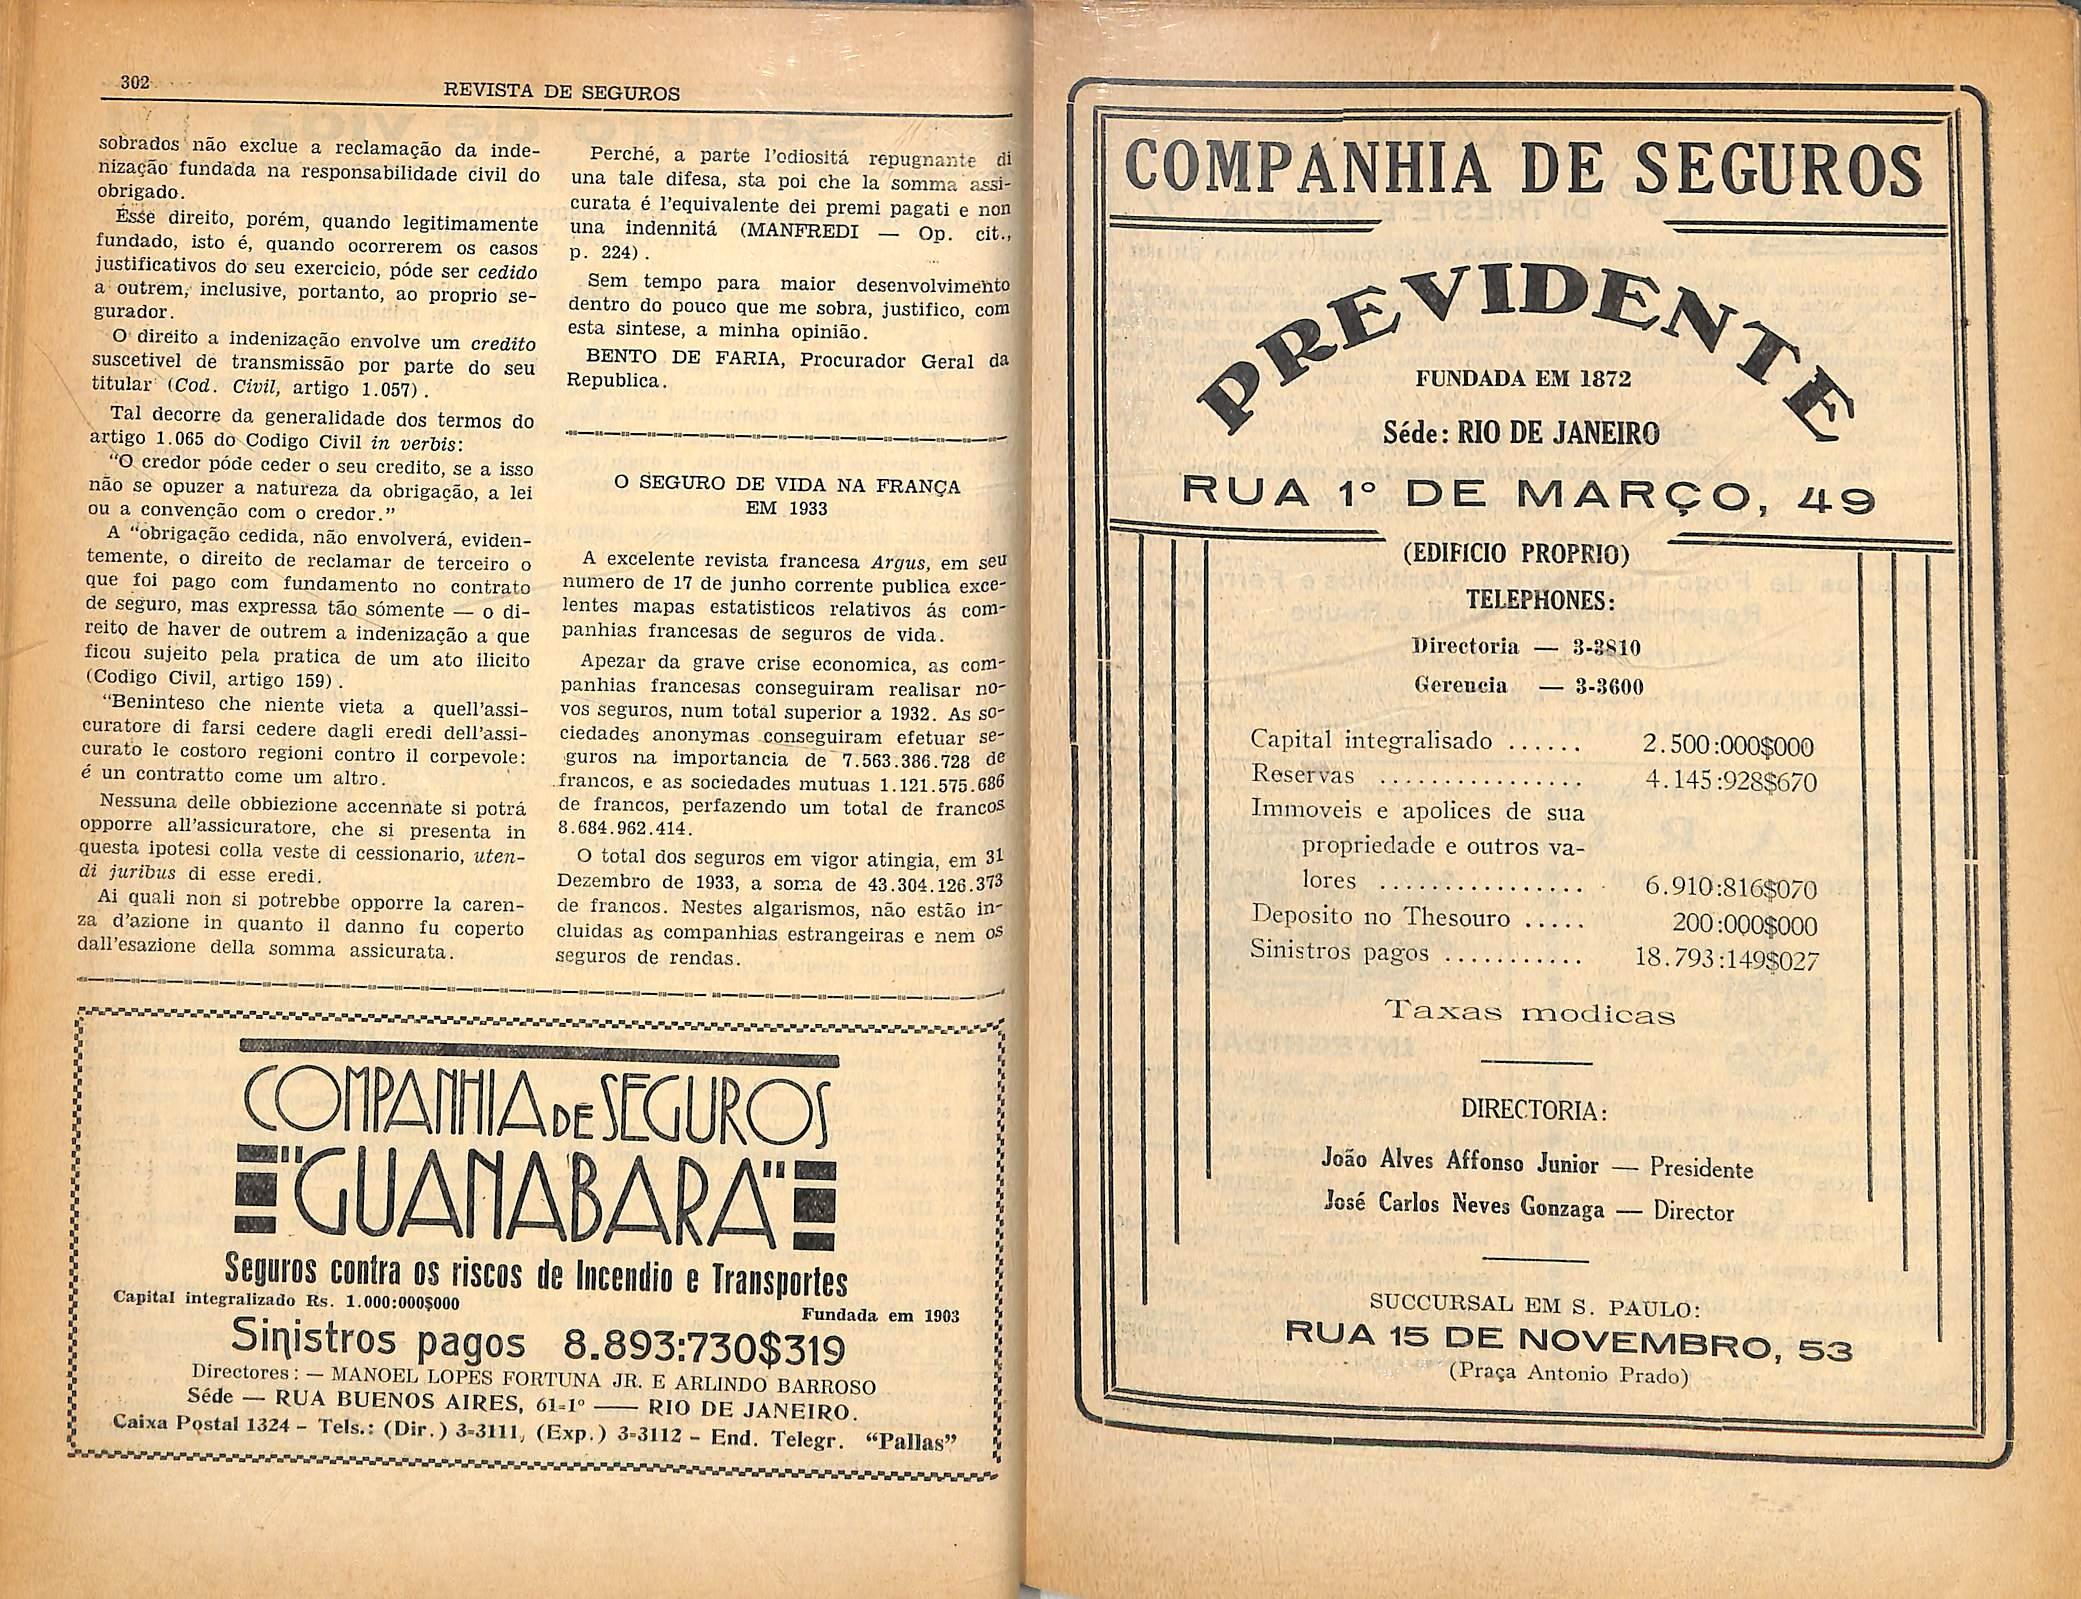 302
REVISTA DE SEGUROS
sobrados não exclue a reclamação da inde-
nização fundada na responsabilidade civil do
obrigado.
Ésse direito, porém, quando legitimamente
fundado, isto é, quando ocorrerem os casos
justificativos do seu exercicio, póde ser cedido
a outrem, inclusive, portanto, ao proprio se-
gurador.
O direito a indenização envolve um credito
suscetivel de transmissão por parte do seu
titular (Cod. Civil, artigo 1.057).
Tal decorre da generalidade dos termos do
artigo 1.065 do Codigo Civil in verbis:
"O credor póde ceder o seu credito, se a isso
não se opuzer a natureza da obrigação, a lei
ou a convenção com o credor."
A "obrigação cedida, não envolverá, eviden-
temente, o direito de reclamar de terceiro o
que foi pago com fundamento no contrato
de seguro, mas expressa tão sómente — o di-
reito de haver de outrem a indenização a que
ficou sujeito pela pratica de um ato ilicito
(Codigo Civil, artigo 159).
"Beninteso che niente vieta a quell'assi-
curatore di farsi cedere dagli eredi dell'assi-
curato le costoro regioni contro il corpevole:
é un contratto come um altro.
Nessuna delle obbiezione accennate si potrá
opporre all'assicuratore, che si presenta in
questa ipotesi colla veste di cessionario, uten-
di juribus di esse eredi.
Ai quali non si potrebbe opporre la caren-
za d'azione in quanto il danno fu coperto
dall'esazione della somma assicurata.
Perché, a parte l'odiositá repugnante di
una tale difesa, sta poi che la somma assi-
curata é l'equivalente dei premi pagati e non
una indennitá (MANFREDI — Op. cit.,
p. 224).
Sem tempo para maior desenvolvimento
dentro do pouco que me sobra, justifico, com
esta sintese, a minha opinião.
BENTO DE FARIA, Procurador Geral da
Republica.
O SEGURO DE VIDA NA FRANÇA
EM 1933
A excelente revista francesa Argus, em seu
numero de 17 de junho corrente publica exce-
lentes mapas estatisticos relativos ás com-
panhias francesas de seguros de vida.
Apezar da grave crise economica, as com-
panhias francesas conseguiram realisar no-
vos seguros, num total superior a 1932. As so-
ciedades anonymas conseguiram efetuar se-
guros na importancia de 7.563.386.728 de
francos, e as sociedades mutuas 1.121.575.686
de francos, perfazendo um total de francos
8.684.962.414.
O total dos seguros em vigor atingia, em 31
Dezembro de 1933, a soma de 43.304.126.373
de francos. Nestes algarismos, não estão in-
cluidas as companhias estrangeiras e nem os
seguros de rendas.
COMPANHIA DE SEGUROS
"GUANABARA"
Seguros contra os riscos de Incendio e Transportes
Capital integralizado Rs. 1.000:000$000
Fundada em 1903
Sinistros pagos 8.893:730$319
Directores: — MANOEL LOPES FORTUNA JR. E ARLINDO BARROSO
Séde — RUA BUENOS AIRES, 61=1º — RIO DE JANEIRO.
Caixa Postal 1324 - Tels.: (Dir.) 3=3111, (Exp.) 3=3112 - End. Telegr. "Pallas"
COMPANHIA DE SEGUROS
PREVIDENTE
FUNDADA EM 1872
Séde: RIO DE JANEIRO
RUA 1º DE MARÇO, 49
(EDIFICIO PROPRIO)
TELEPHONES:
Directoria — 3-3810
Gerencia — 3-3600
Capital integralisado ...... 2.500:000$000
Reservas ................ 4.145:928$670
Immoveis e apolices de sua
propriedade e outros va-
lores ................ 6.910:816$070
Deposito no Thesouro ..... 200:000$000
Sinistros pagos ........... 18.793:149$027
Taxas modicas
DIRECTORIA:
João Alves Affonso Junior — Presidente
José Carlos Neves Gonzaga — Director
SUCCURSAL EM S. PAULO:
RUA 15 DE NOVEMBRO, 53
(Praça Antonio Prado)